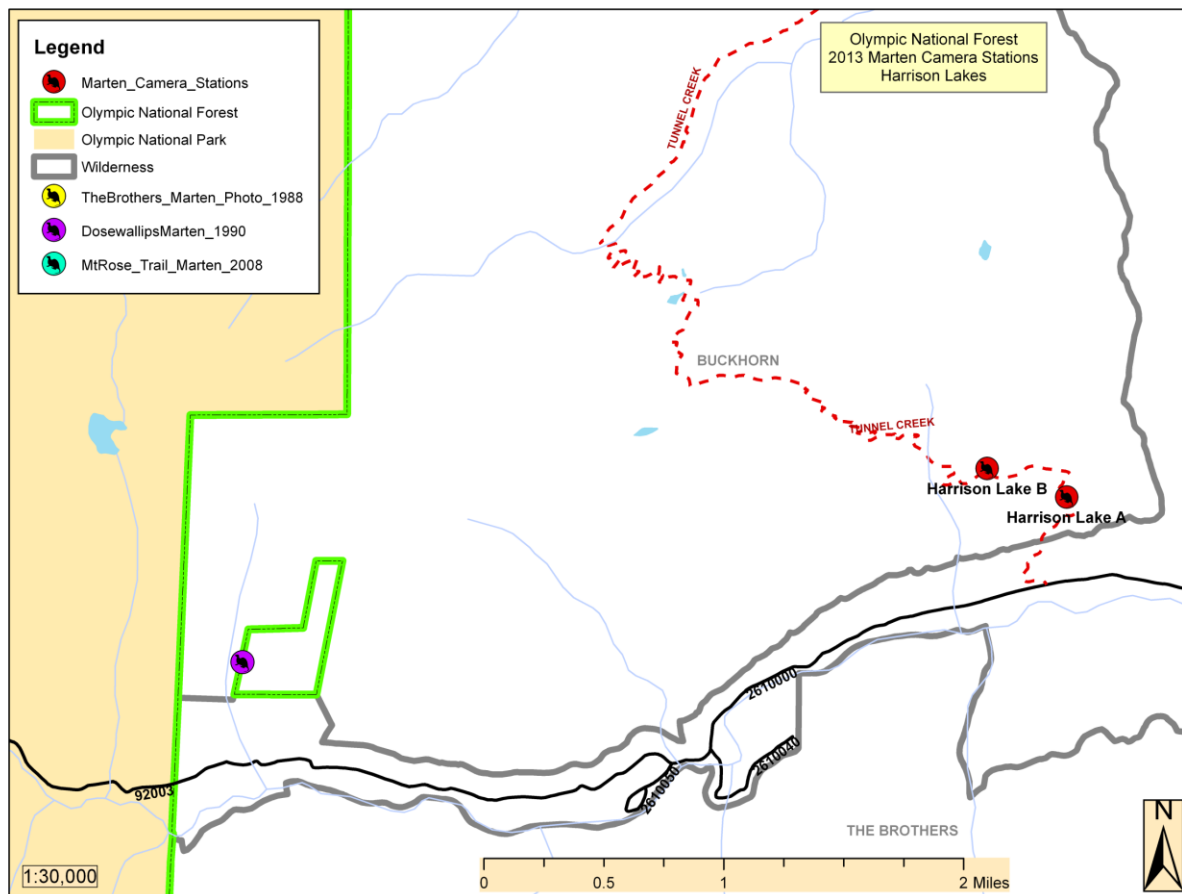 Legend
Marten_Camera_Stations
Olympic National Forest
Olympic National Park
Wilderness
TheBrothers_Marten_Photo_1988
DosewallipsMarten_1990
MtRose_Trail_Marten_2008
Olympic National Forest
2013 Marten Camera Stations
Harrison Lakes
TUNNEL CREEK
BUCKHORN
TUNNEL CREEK
Harrison Lake B
Harrison Lake A
2610000
2610040
2610050
92003
THE BROTHERS
N
1:30,000
0 0.5 1 2 Miles